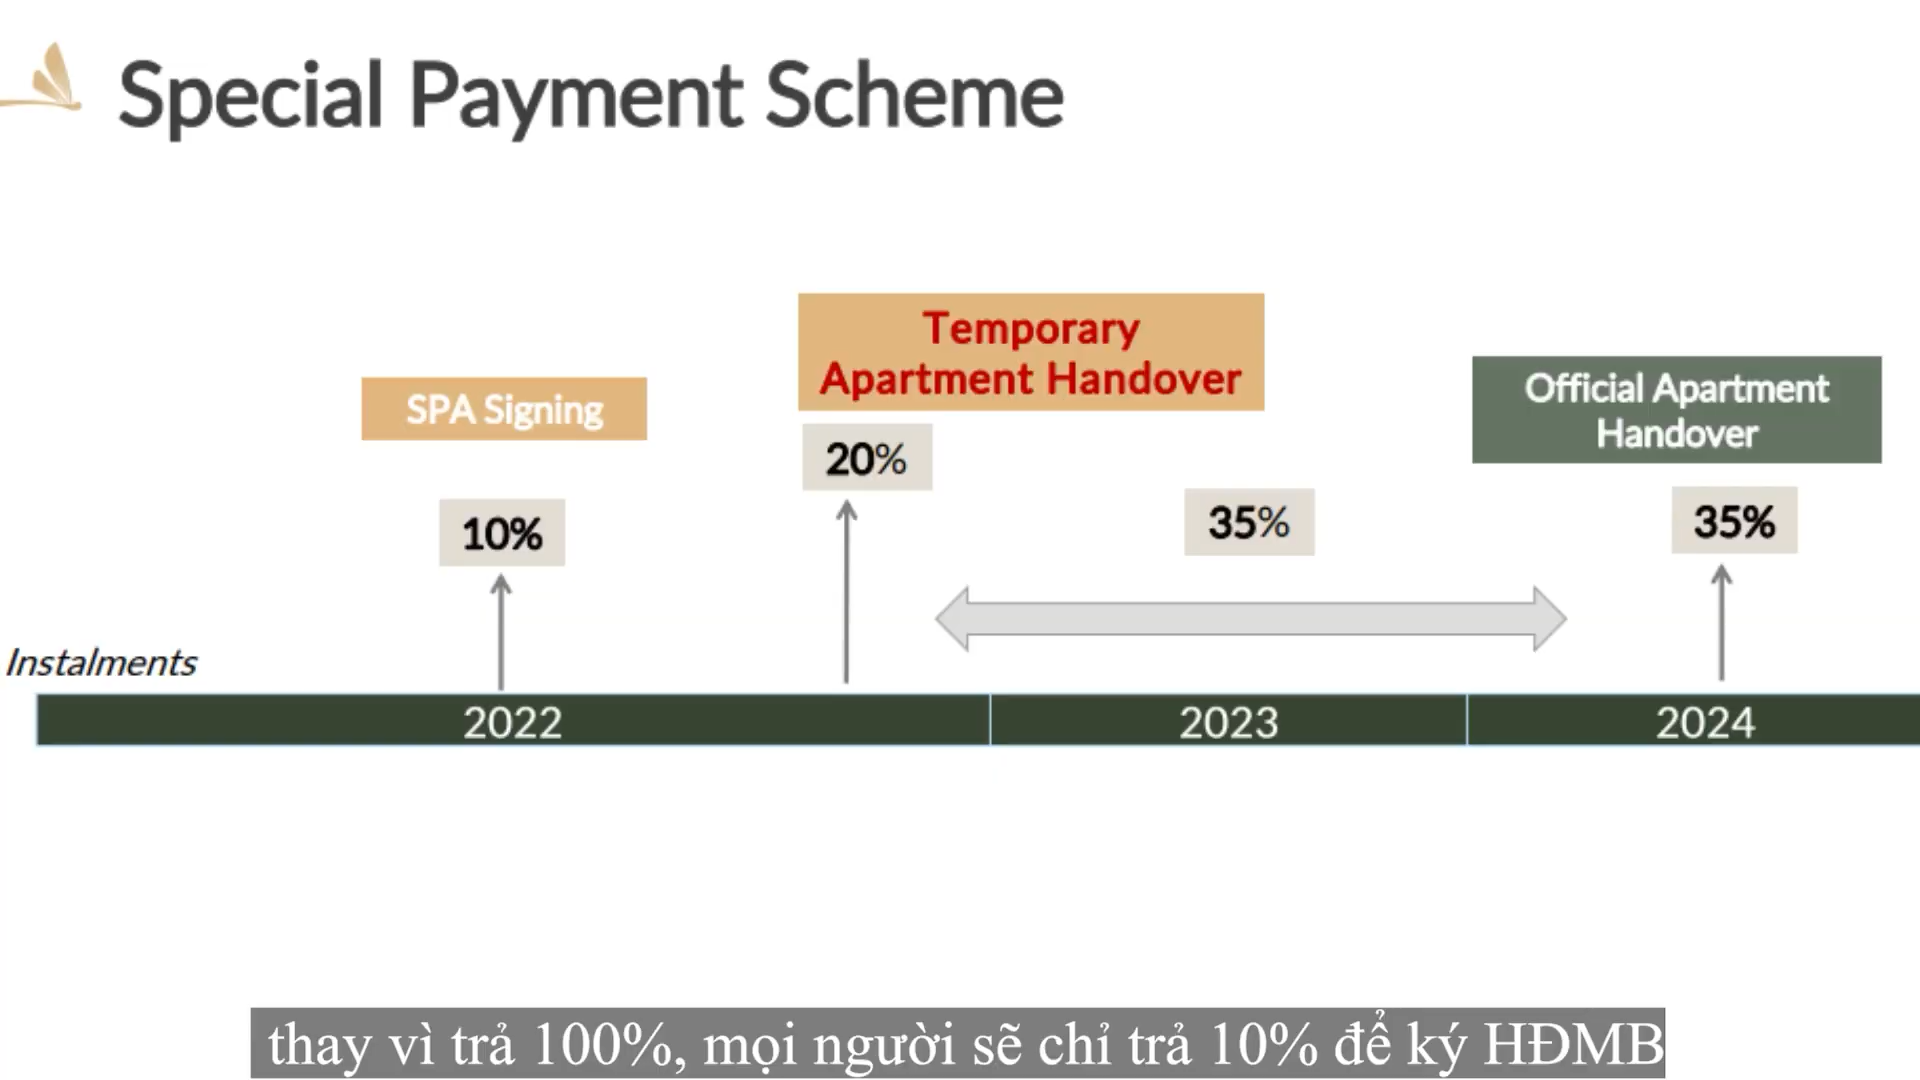 Special Payment Scheme
Temporary
Apartment Handover
SPA Signing
Official Apartment
Handover
20%
10%
35%
35%
Instalments
2022
2023
2024
thay vì trả 100%, mọi người sẽ chỉ trả 10% để ký HĐMB